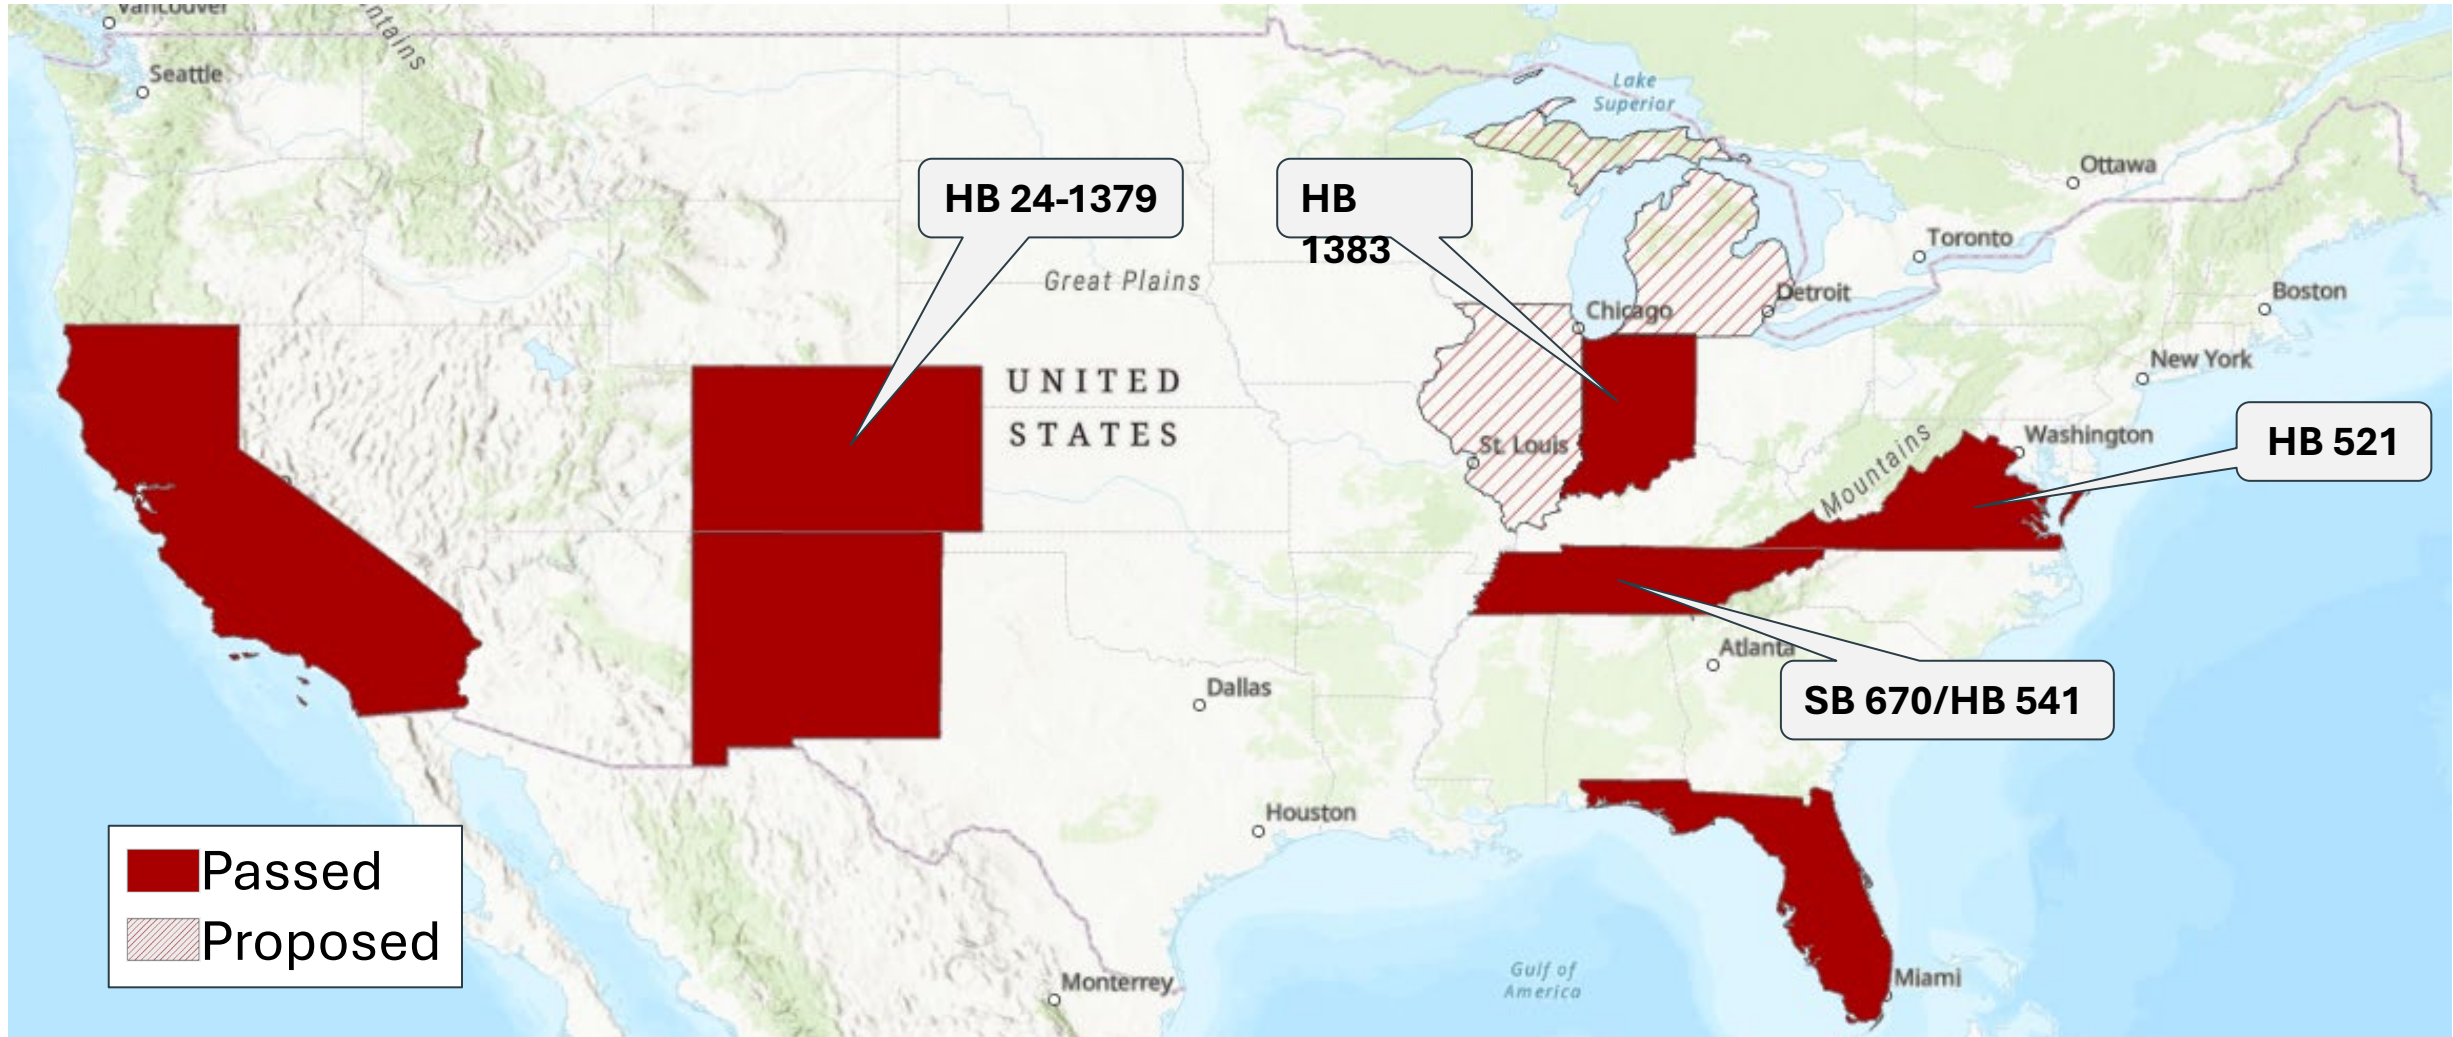 Vancouver
ntains
Seattle
Lake
Superior
HB 24-1379
HB
1383
Ottawa
Toronto
Great Plains
Detroit
Boston
Chicago
New York
UNITED
STATES
St. Louis
Mountains
Washington
HB 521
Atlanta
Dallas
SB 670/HB 541
Houston
Passed
Proposed
Gulf of
America
Monterrey
Miami